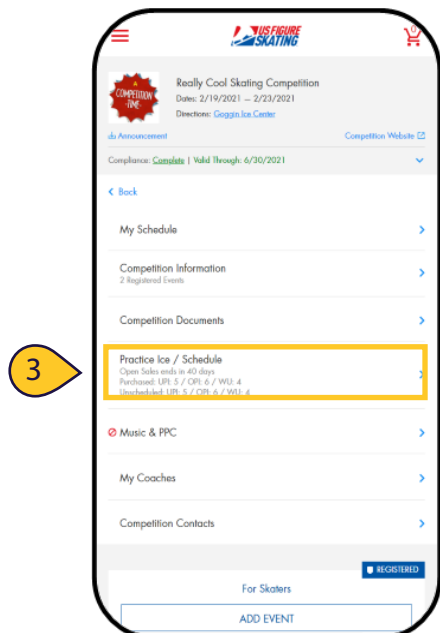 US FIGURE
SKATING
0
COMPETITION
-TIME-
Really Cool Skating Competition
Dates: 2/19/2021 – 2/23/2021
Directions: Goggin Ice Center
Announcement
Competition Website
Compliance: Complete | Valid Through: 6/30/2021
Back
My Schedule
Competition Information
2 Registered Events
Competition Documents
3
Practice Ice / Schedule
Open Sales ends in 40 days
Purchased: UPI: 5 / OPI: 6 / WU: 4
Unscheduled: UPI: 5 / OPI: 6 / WU: 4
Music & PPC
My Coaches
Competition Contacts
REGISTERED
For Skaters
ADD EVENT